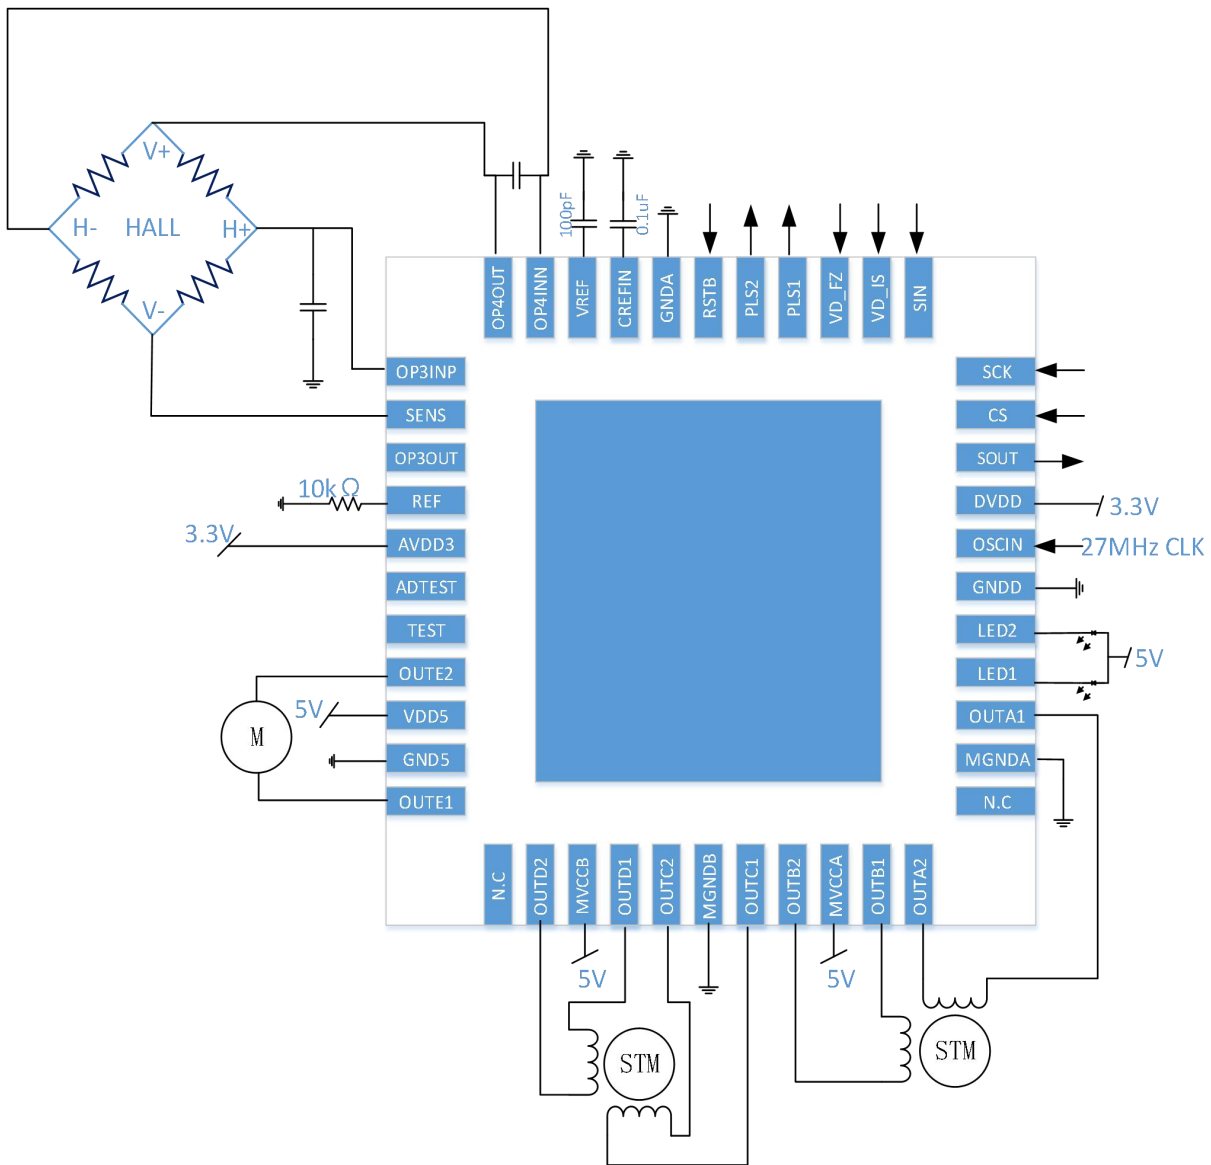 V+
H-
HALL
H+
V-
100pF
0.1uF
OP4OUT
OP4INN
VREF
CREFIN
GNDA
RSTB
PLS2
PLS1
VD_FZ
VD_IS
SIN
OP3INP
SENS
OP3OUT
10kΩ
REF
3.3V
AVDD3
ADTEST
TEST
OUTE2
5V
VDD5
M
GND5
OUTE1
SCK
CS
SOUT
DVDD
3.3V
OSCIN
27MHz CLK
GNDD
LED2
5V
LED1
OUTA1
MGNDA
N.C
N.C
OUTD2
MVCCB
OUTD1
OUTC2
MGNDB
OUTC1
OUTB2
MVCCA
OUTB1
OUTA2
5V
5V
STM
STM